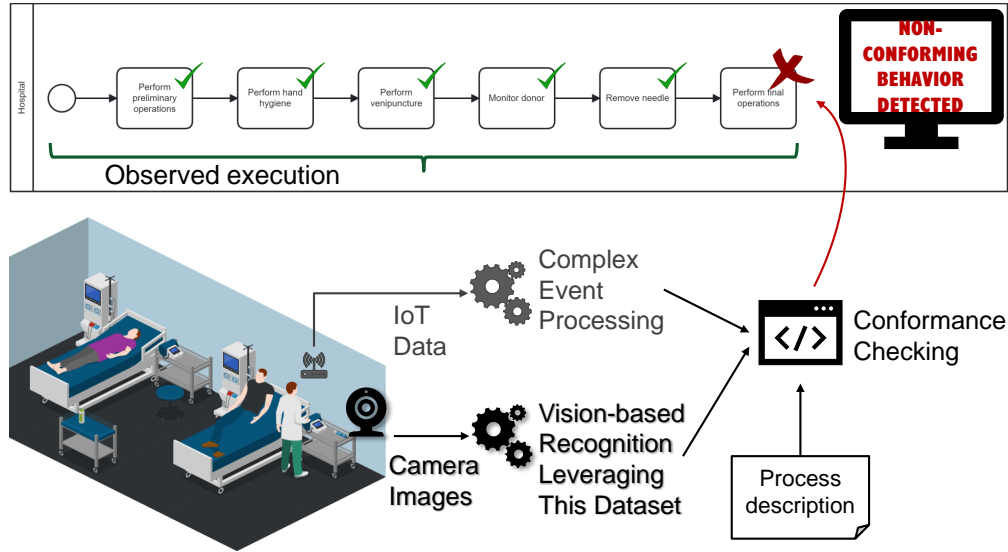 Hospital
Perform
preliminary
operations
Perform hand
hygiene
Perform
venipuncture
Monitor donor
Remove needle
Perform final
operations
NON-
CONFORMING
BEHAVIOR
DETECTED
Observed execution
IoT
Data
Complex
Event
Processing
Conformance
Checking
Camera
Images
Vision-based
Recognition
Leveraging
This Dataset
Process
description